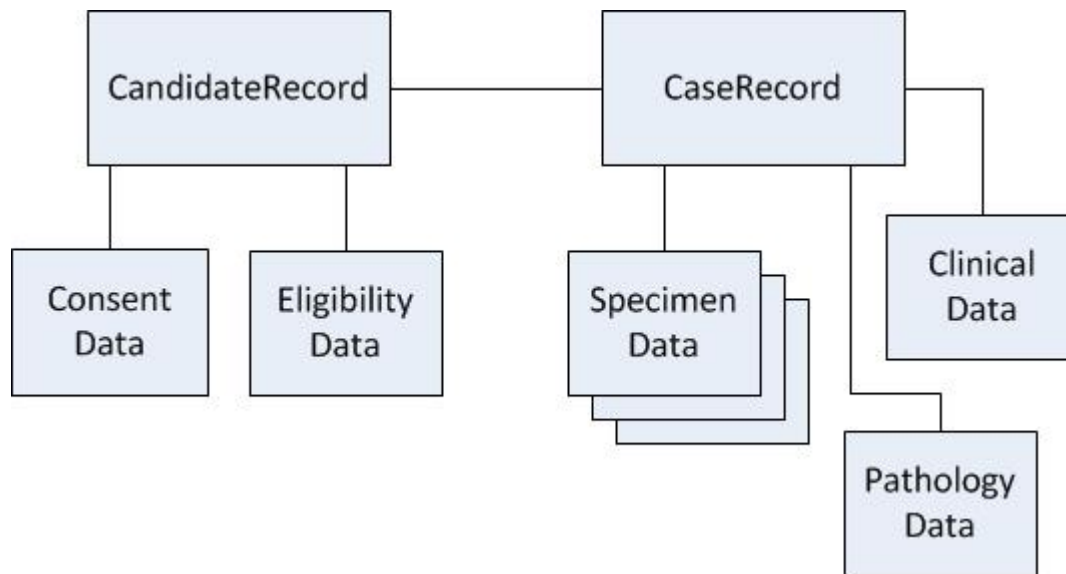 CandidateRecord
CaseRecord
Consent
Data
Eligibility
Data
Specimen
Data
Clinical
Data
Pathology
Data